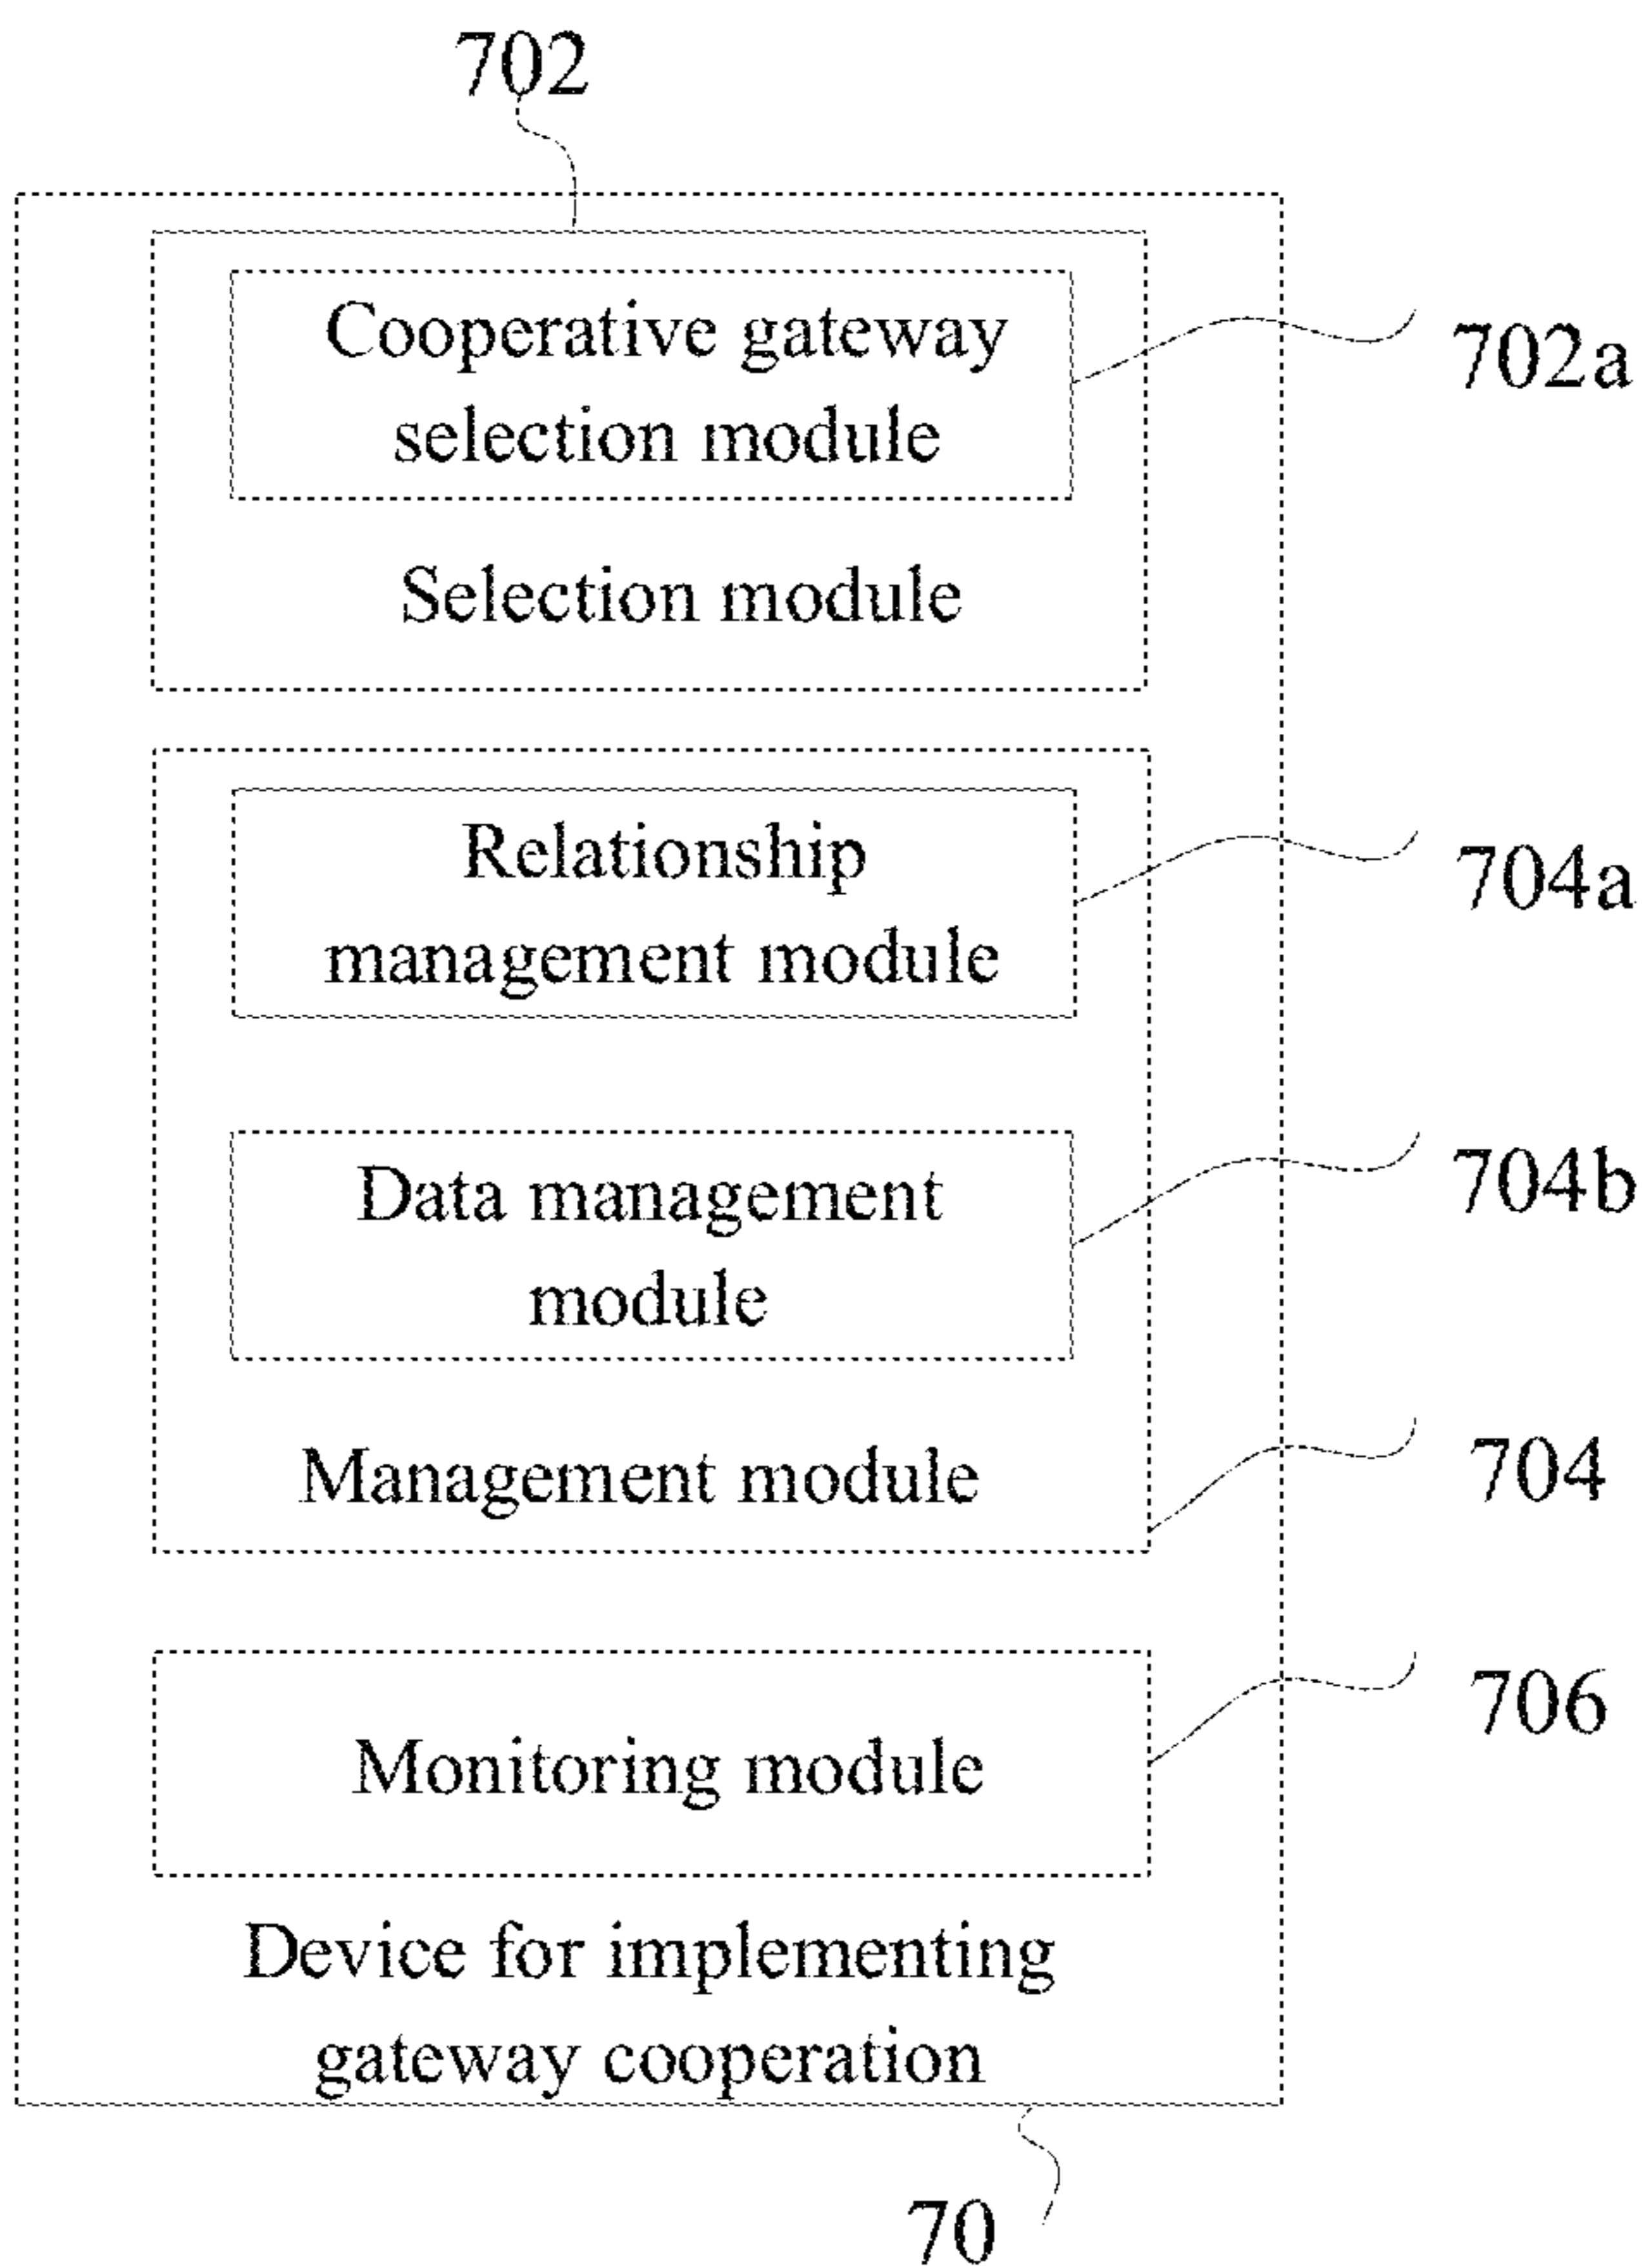 702
Cooperative gateway
selection module
702a
Selection module
Relationship
management module
704a
Data management
module
704b
Management module
704
Monitoring module
706
Device for implementing
gateway cooperation
70